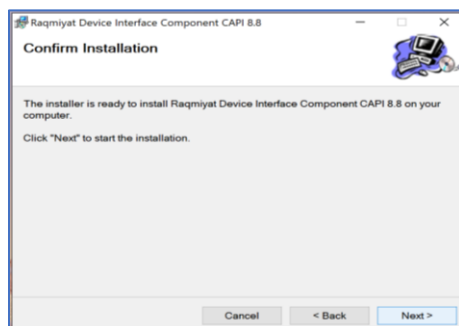 Raqmiyat Device Interface Component CAPI 8.8
Confirm Installation
The installer is ready to install Raqmiyat Device Interface Component CAPI 8.8 on your
computer.
Click "Next" to start the installation.
Cancel
< Back
Next >